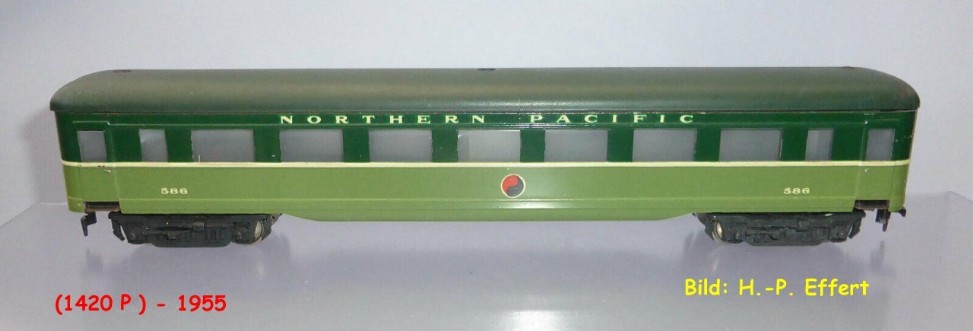 NORTHERN PACIFIC
586 586
(1420 P ) - 1955
Bild: H.-P. Effert